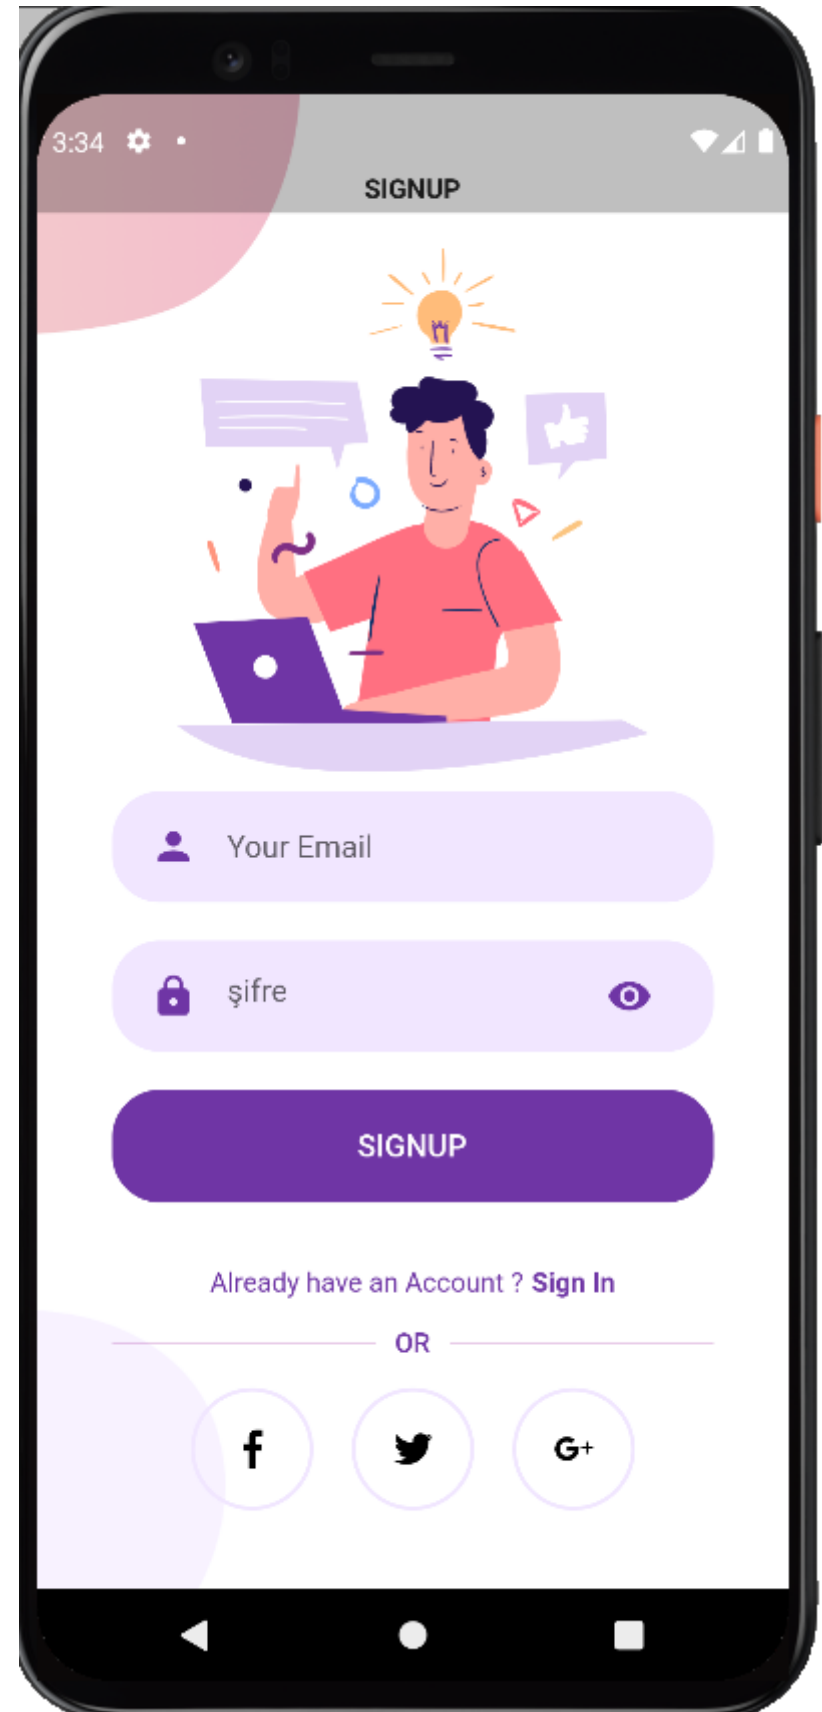 3:34
SIGNUP
Your Email
şifre
SIGNUP
Already have an Account ? Sign In
OR
f
G+